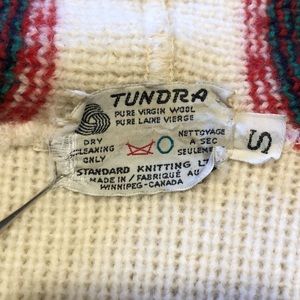 TUNDRA
PURE VIRGIN WOOL
PURE LAINE VIERGE
DRY
CLEANING
ONLY
NETTOYAGE
A SEC
SEULEMENT
STANDARD KNITTING
MADE IN / FABRIQUÉ AU
WINNIPEG-CANADA
S